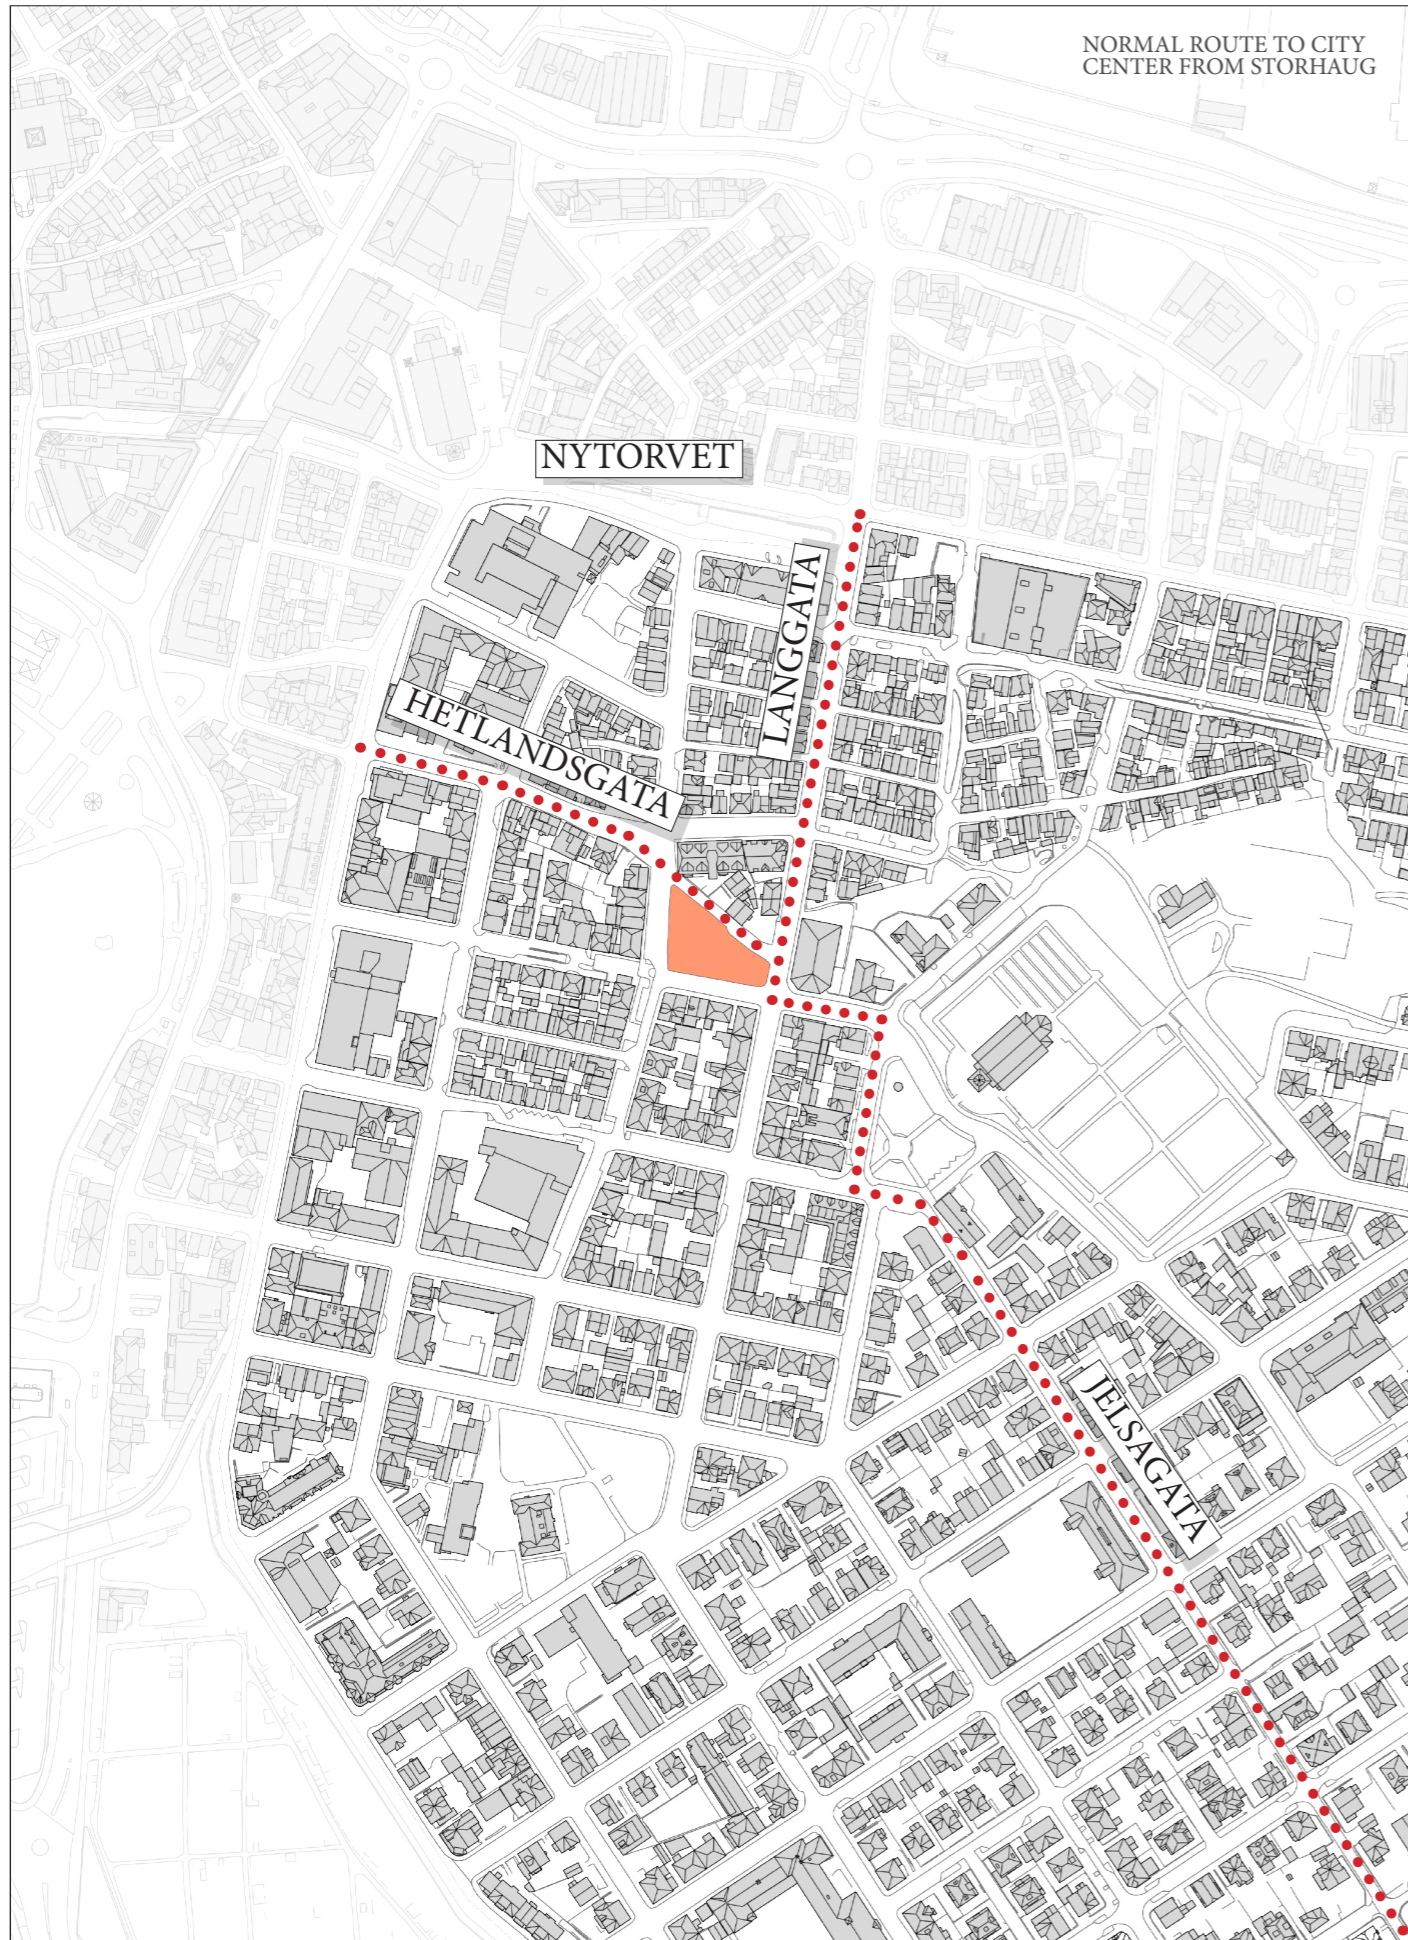 NORMAL ROUTE TO CITY
CENTER FROM STORHAUG
NYTORVET
LANGGATA
HETLANDSGATA
JELSAGATA